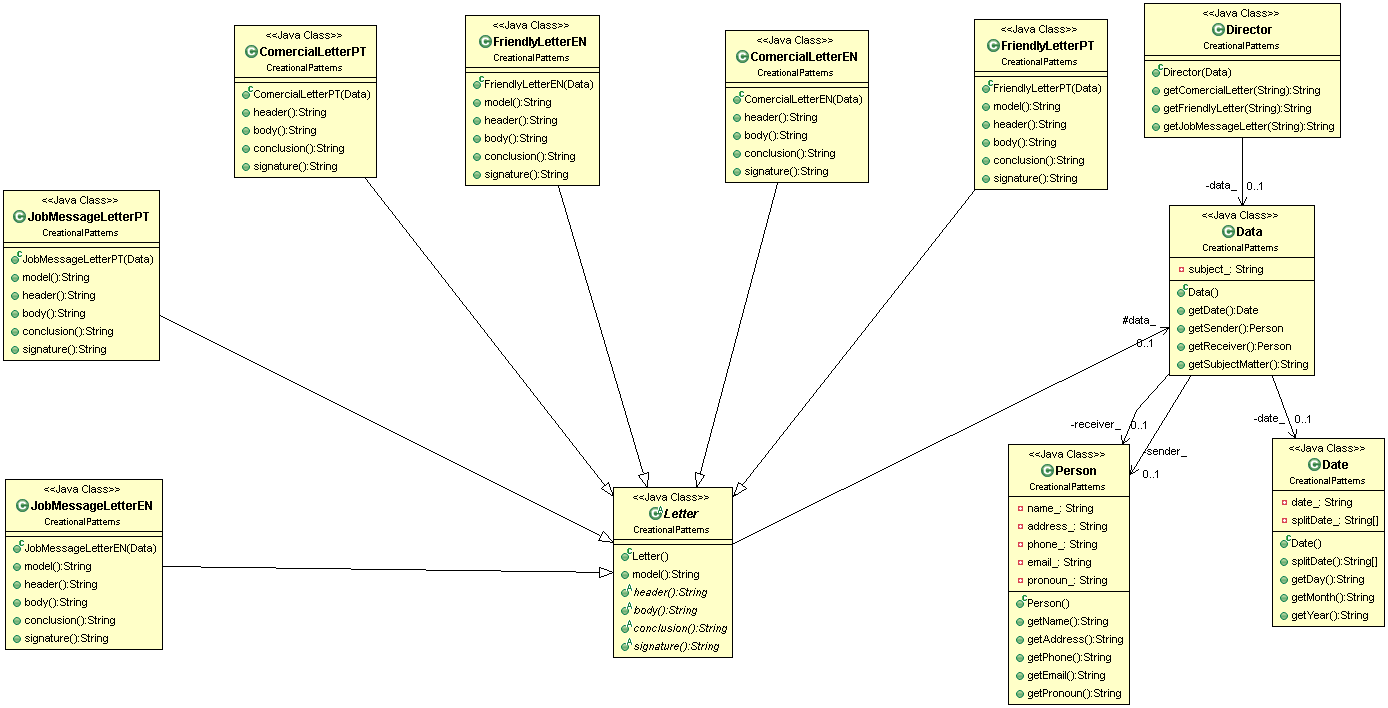 <<Java Class>>
ComercialLetterPT
CreationalPatterns
ComercialLetterPT(Data)
header():String
body():String
conclusion():String
signature():String
<<Java Class>>
FriendlyLetterEN
CreationalPatterns
FriendlyLetterEN(Data)
model():String
header():String
body():String
conclusion():String
signature():String
<<Java Class>>
ComercialLetterEN
CreationalPatterns
ComercialLetterEN(Data)
header():String
body():String
conclusion():String
signature():String
<<Java Class>>
FriendlyLetterPT
CreationalPatterns
FriendlyLetterPT(Data)
model():String
header():String
body():String
conclusion():String
signature():String
<<Java Class>>
Director
CreationalPatterns
Director(Data)
getComercialLetter(String):String
getFriendlyLetter(String):String
getJobMessageLetter(String):String
-data_ 0..1
<<Java Class>>
JobMessageLetterPT
CreationalPatterns
JobMessageLetterPT(Data)
model():String
header():String
body():String
conclusion():String
signature():String
<<Java Class>>
Data
CreationalPatterns
subject_: String
Data()
getDate():Date
getSender():Person
getReceiver():Person
getSubjectMatter():String
#data_
0..1
-receiver_ 0..1
-sender_
0..1
-date_ 0..1
<<Java Class>>
JobMessageLetterEN
CreationalPatterns
JobMessageLetterEN(Data)
model():String
header():String
body():String
conclusion():String
signature():String
<<Java Class>>
Letter
CreationalPatterns
Letter()
model():String
header():String
body():String
conclusion():String
signature():String
<<Java Class>>
Person
CreationalPatterns
name_: String
address_: String
phone_: String
email_: String
pronoun_: String
Person()
getName():String
getAddress():String
getPhone():String
getEmail():String
getPronoun():String
<<Java Class>>
Date
CreationalPatterns
date_: String
splitDate_: String[]
Date()
splitDate():String[]
getDay():String
getMonth():String
getYear():String